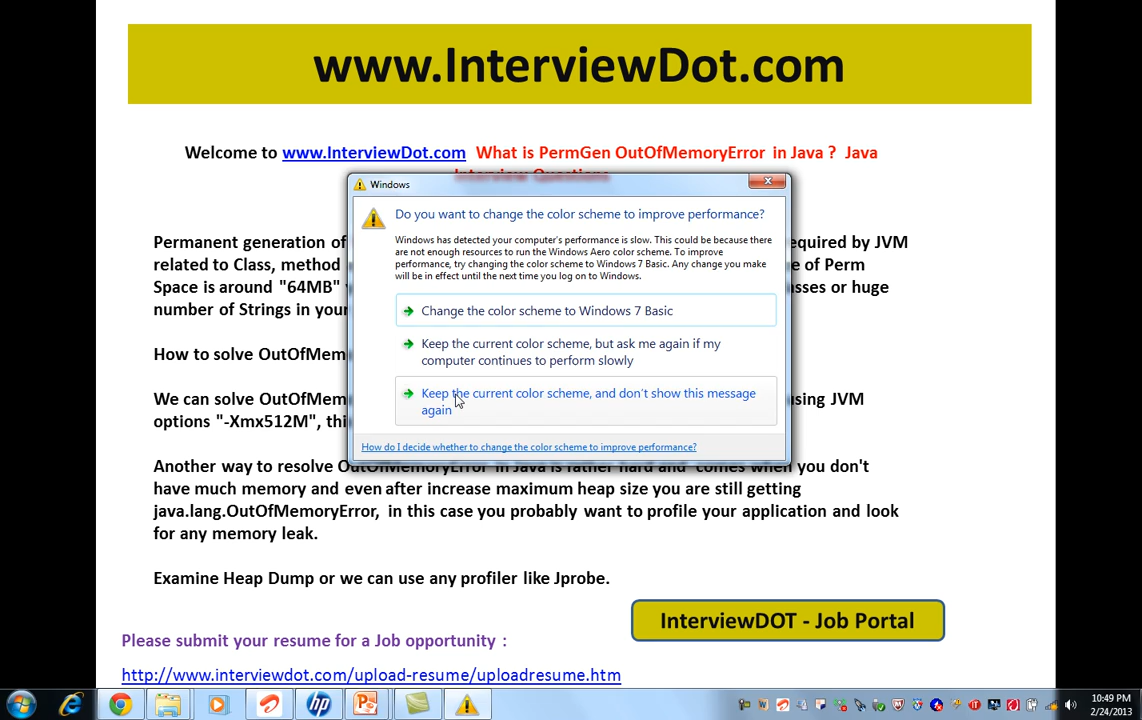 www.InterviewDot.com
Welcome to www.InterviewDot.com What is PermGen OutOfMemoryError in Java ? Java
Interview Questions
Windows
Do you want to change the color scheme to improve performance?
Windows has detected your computer's performance is slow. This could be because there
are not enough resources to run the Windows Aero color scheme. To improve
performance, try changing the color scheme to Windows 7 Basic. Any change you make
will be in effect until the next time you log on to Windows.
Change the color scheme to Windows 7 Basic
Keep the current color scheme, but ask me again if my
computer continues to perform slowly
Keep the current color scheme, and don't show this message
again
How do I decide whether to change the color scheme to improve performance?
Permanent generation of required by JVM
related to Class, method e of Perm
Space is around "64MB" asses or huge
number of Strings in your
How to solve OutOfMem
We can solve OutOfMem using JVM
options "-Xmx512M", thi
Another way to resolve OutOfMemoryError in Java is rather hard and comes when you don't
have much memory and even after increase maximum heap size you are still getting
java.lang.OutOfMemoryError, in this case you probably want to profile your application and look
for any memory leak.
Examine Heap Dump or we can use any profiler like Jprobe.
InterviewDOT - Job Portal
Please submit your resume for a Job opportunity :
http://www.interviewdot.com/upload-resume/uploadresume.htm
10:49 PM
2/24/2013